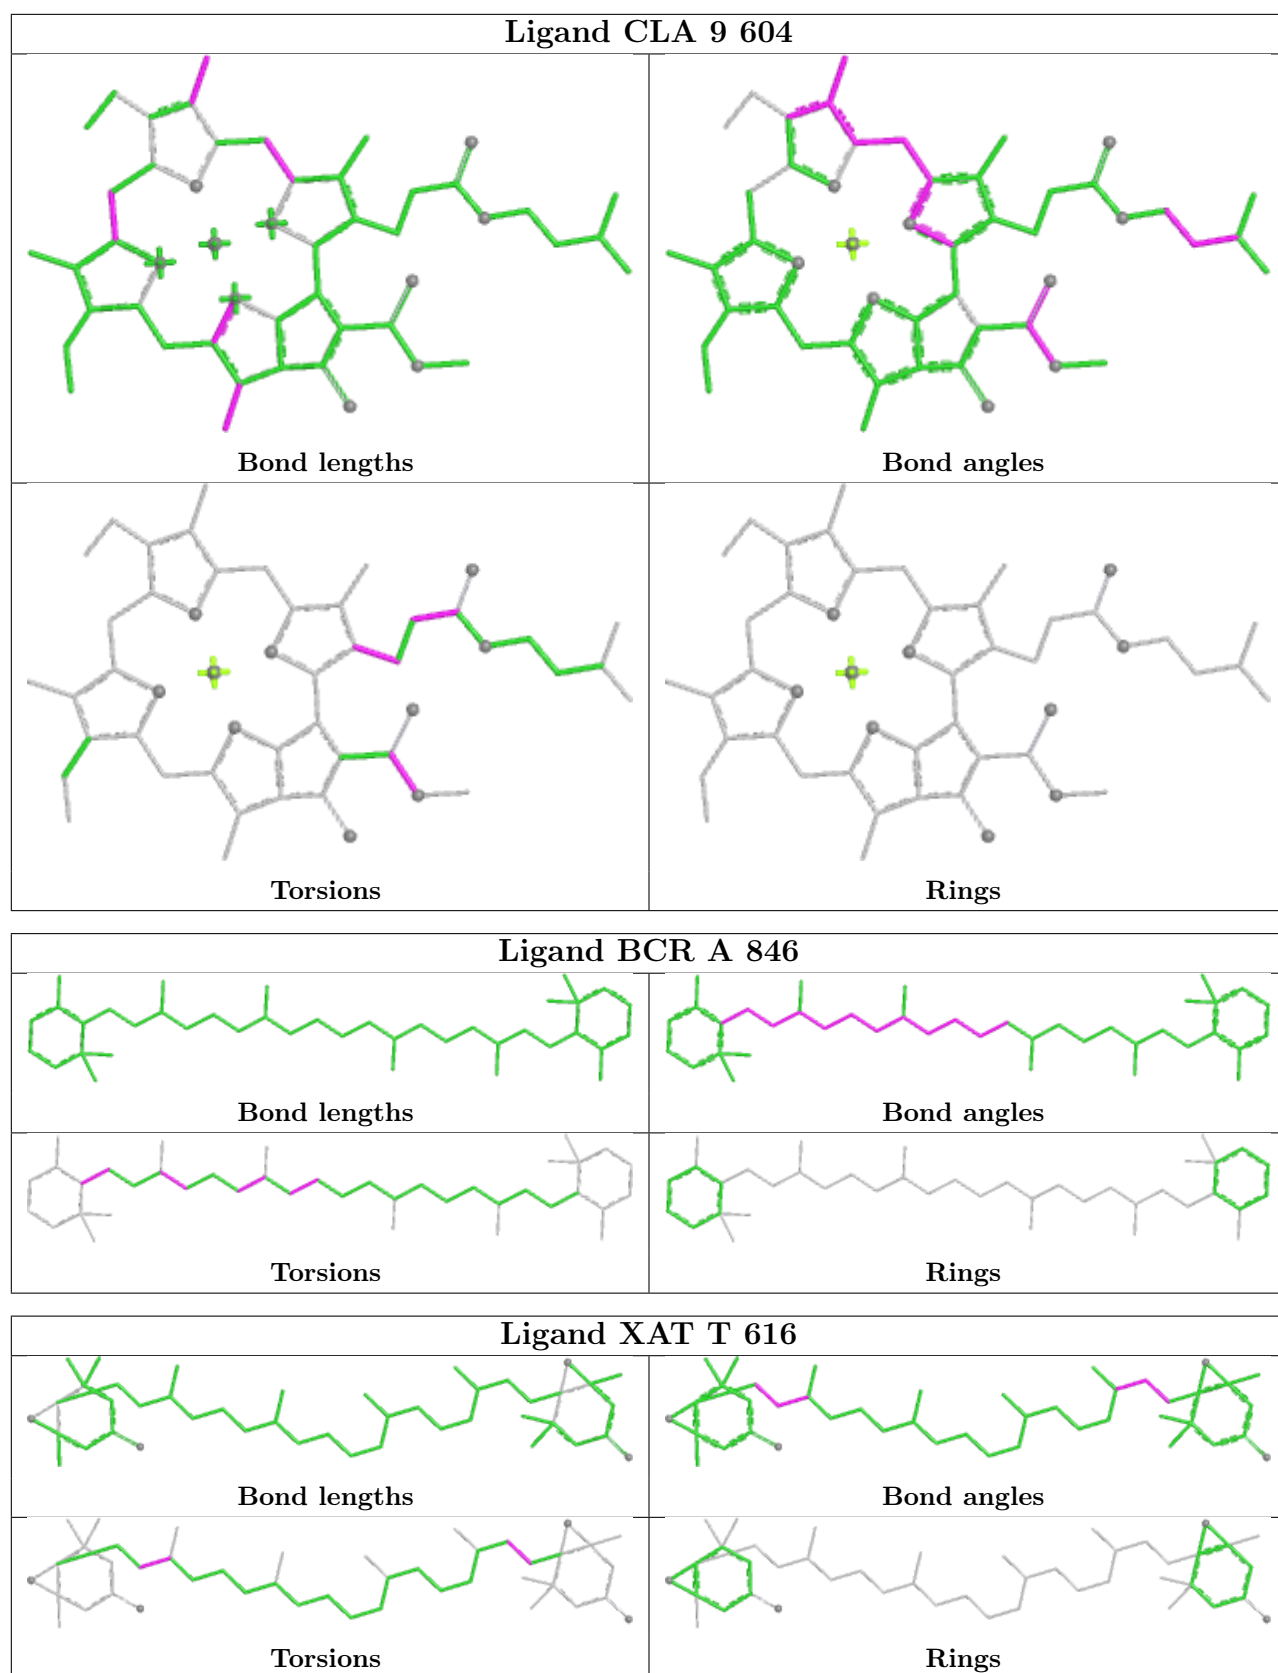 Ligand CLA 9 604
Bond lengths
Bond angles
Torsions
Rings
Ligand BCR A 846
Bond lengths
Bond angles
Torsions
Rings
Ligand XAT T 616
Bond lengths
Bond angles
Torsions
Rings